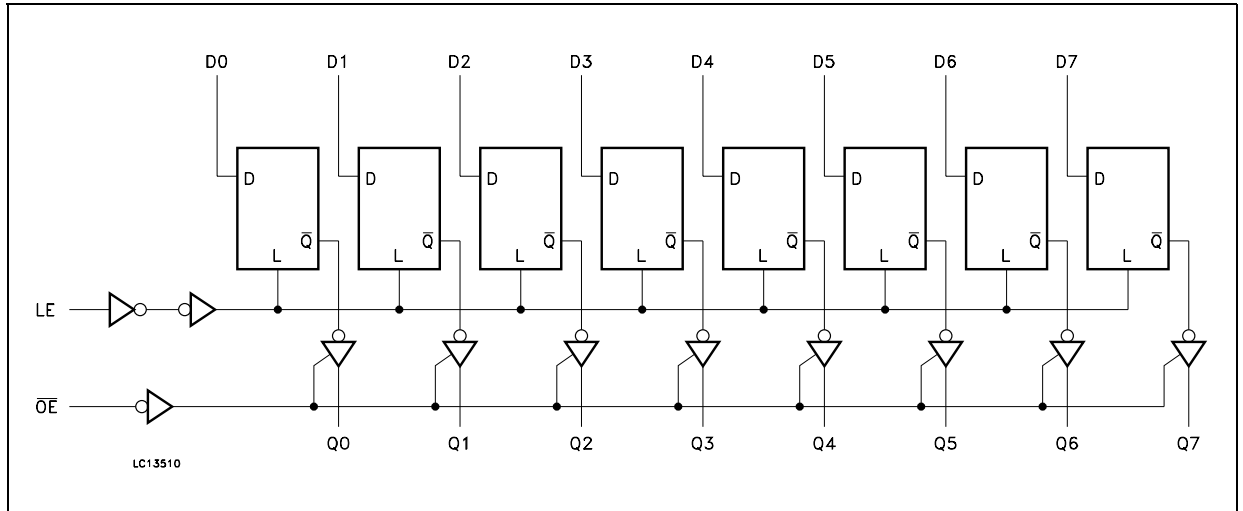 D0 D1 D2 D3 D4 D5 D6 D7
D D D D D D D D
Q̅ Q̅ Q̅ Q̅ Q̅ Q̅ Q̅ Q̅
L L L L L L L L
LE
O̅E̅
Q0 Q1 Q2 Q3 Q4 Q5 Q6 Q7
LC13510